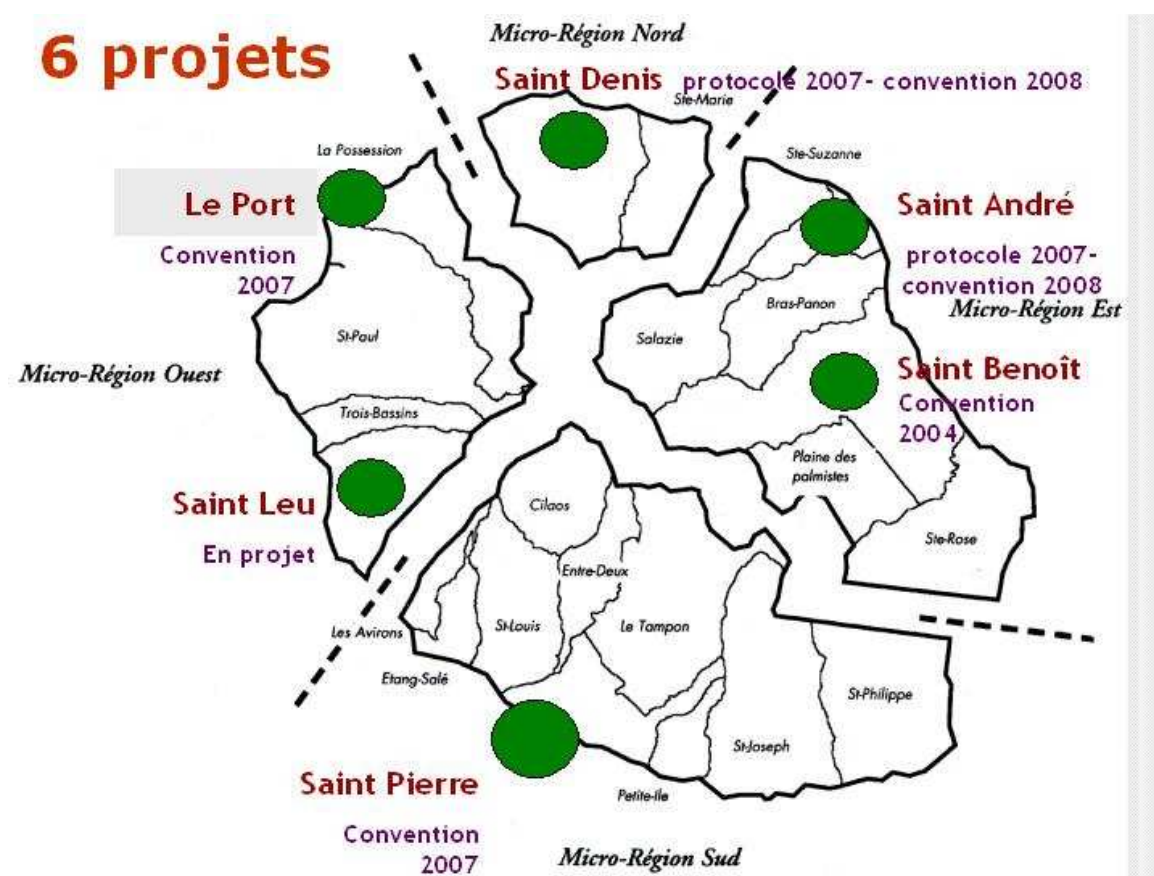 6 projets
Micro-Région Nord
Saint Denis protocole 2007- convention 2008
Ste-Marie
La Possession
Ste-Suzanne
Le Port
Convention
2007
Saint André
protocole 2007-
convention 2008
Micro-Région Est
Bras-Panon
Salazie
St-Paul
Micro-Région Ouest
Saint Benoît
Convention
2004
Trois-Bassins
Plaine des
palmistes
Saint Leu
En projet
Cilaos
Ste-Rose
Entre-Deux
Les Avirons
St-Louis
Le Tampon
Etang-Salé
St-Philippe
St-Joseph
Saint Pierre
Petite-Ile
Convention
2007
Micro-Région Sud